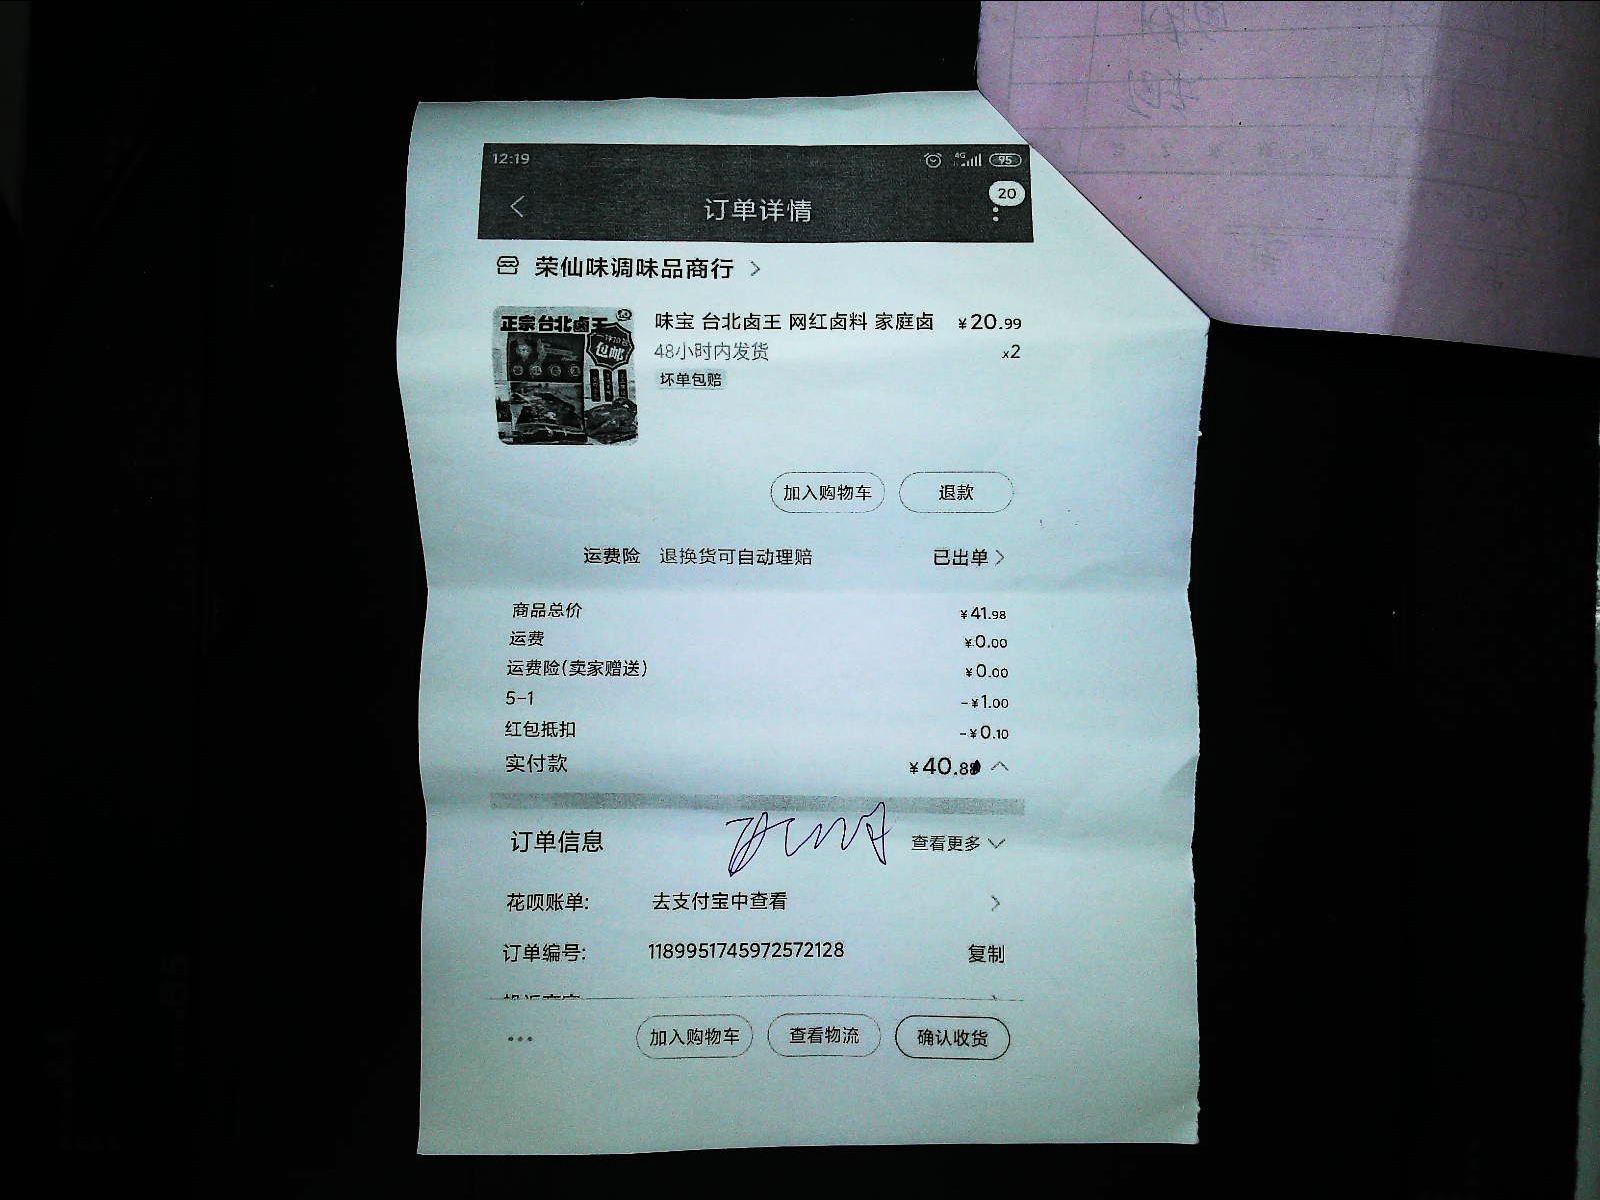 12:19
4G
95
订单详情
20
荣仙味调味品商行
正宗台北卤王
包邮
味宝 台北卤王 网红卤料 家庭卤 ¥20.99
48小时内发货 x2
坏单包赔
加入购物车 退款
运费险 退换货可自动理赔 已出单
商品总价 ¥41.98
运费 ¥0.00
运费险(卖家赠送) ¥0.00
5-1 -¥1.00
红包抵扣 -¥0.10
实付款 ¥40.8
订单信息 查看更多
花呗账单: 去支付宝中查看
订单编号: 1189951745972572128 复制
加入购物车 查看物流 确认收货